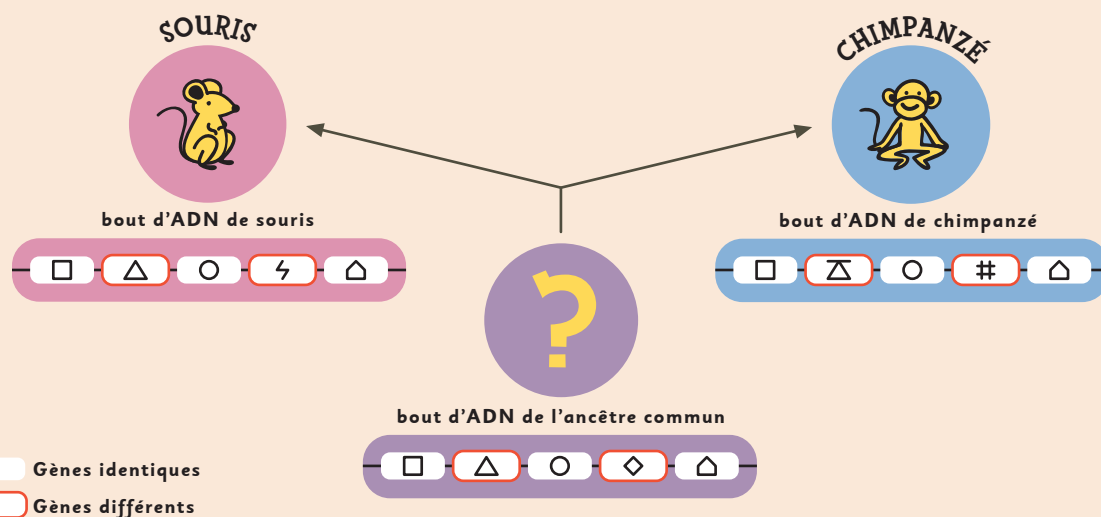 SOURIS
CHIMPANZÉ
bout d'ADN de souris
bout d'ADN de chimpanzé
?
bout d'ADN de l'ancêtre commun
Gènes identiques
Gènes différents